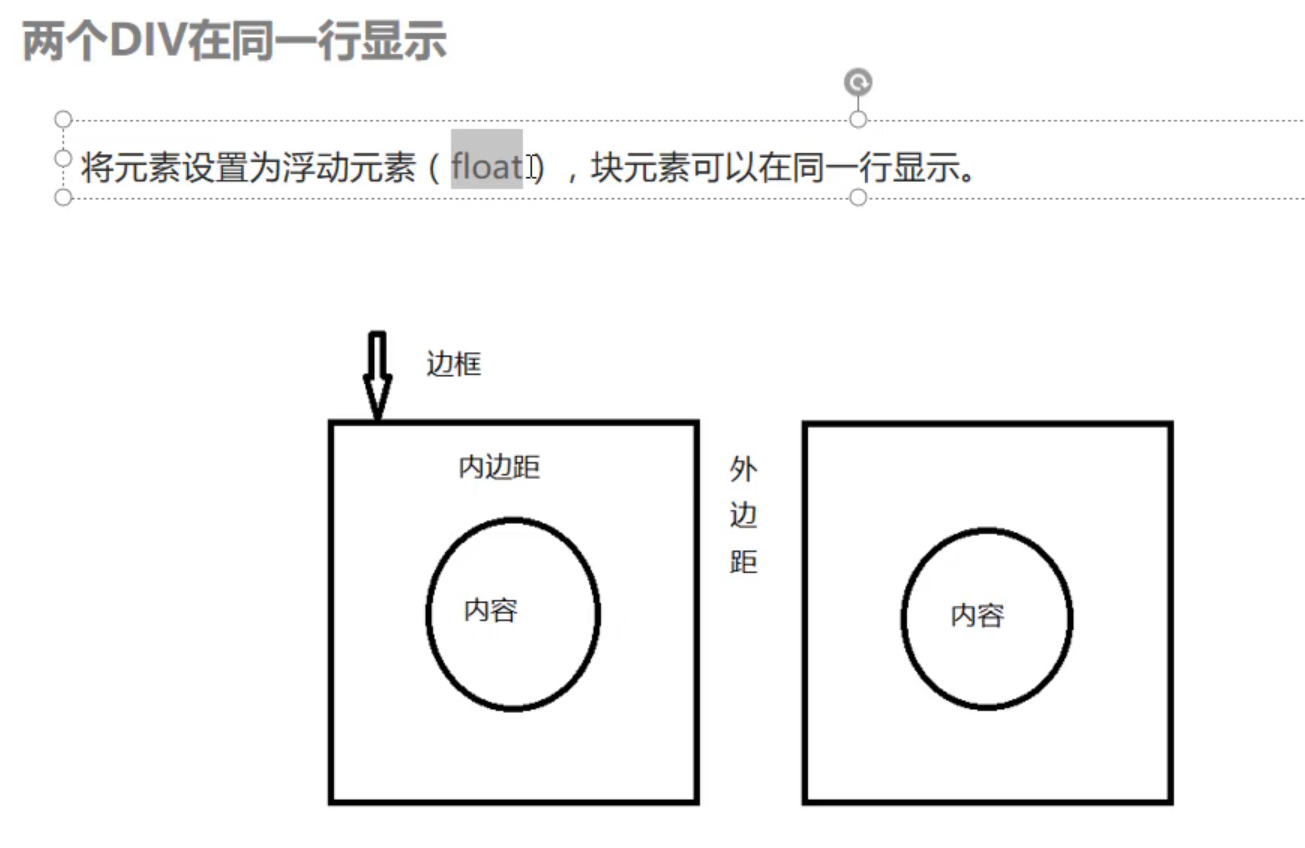 两个DIV在同一行显示
将元素设置为浮动元素（float），块元素可以在同一行显示。
边框
内边距
内容
外
边
距
内容